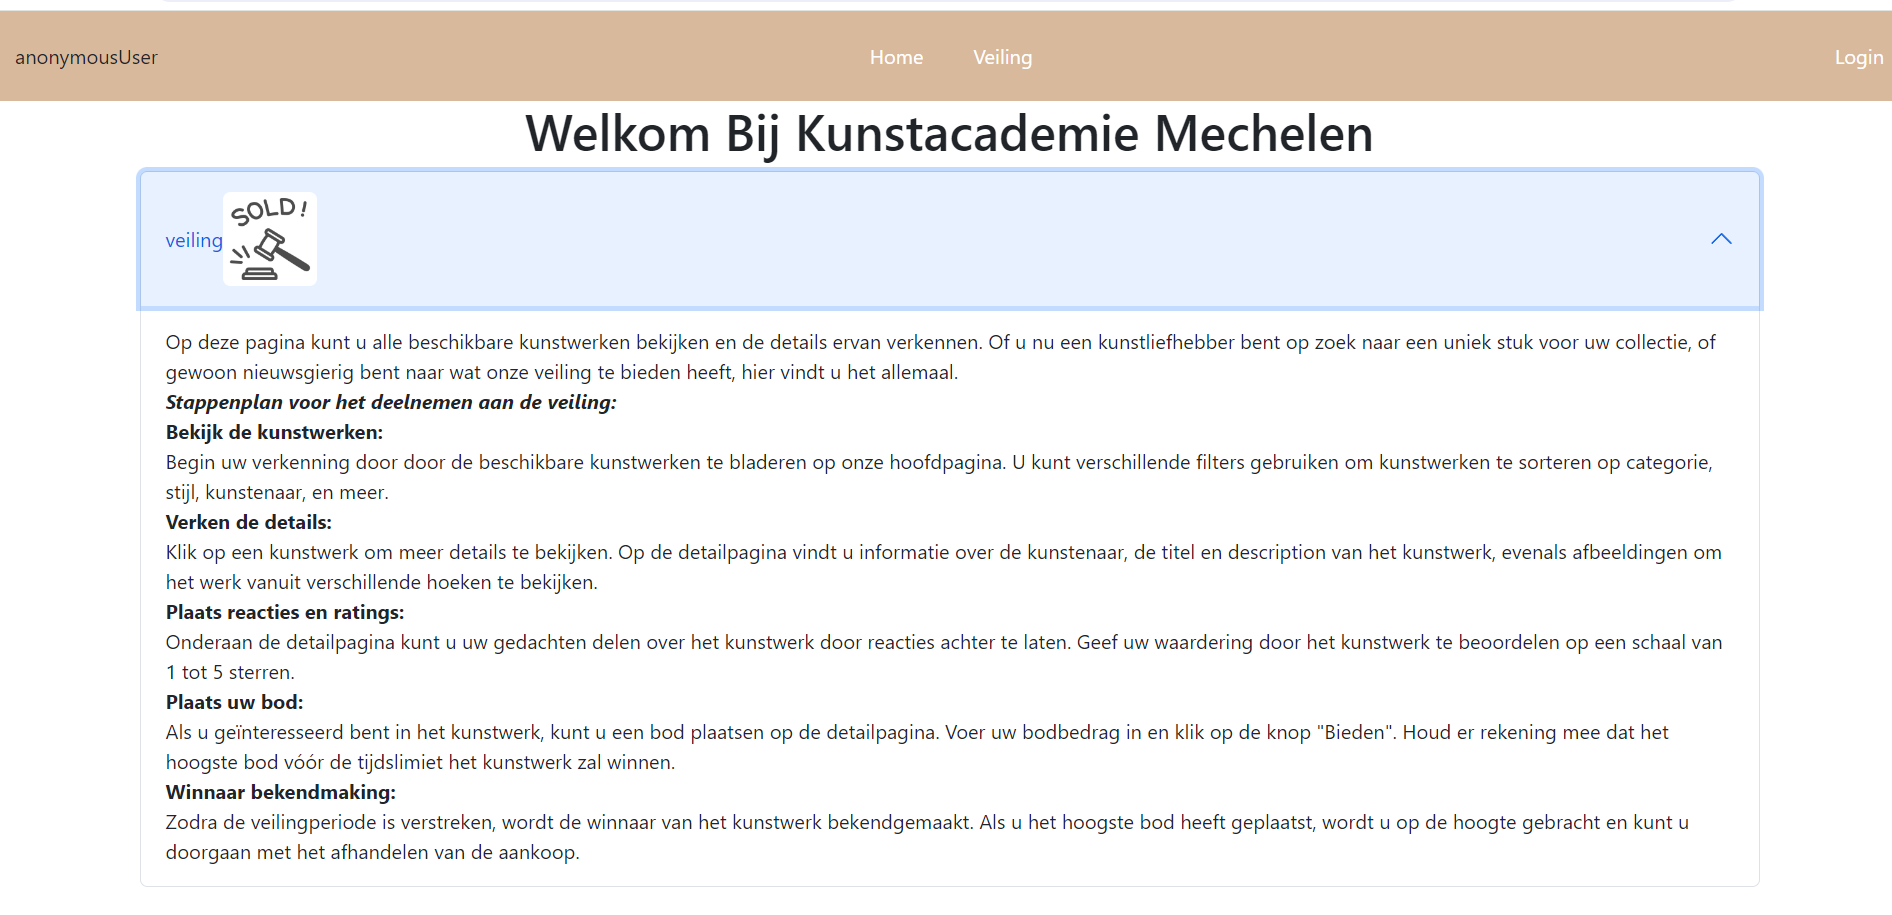 anonymousUser Home Veiling Login
Welkom Bij Kunstacademie Mechelen
SOLD!
veiling
Op deze pagina kunt u alle beschikbare kunstwerken bekijken en de details ervan verkennen. Of u nu een kunstliefhebber bent op zoek naar een uniek stuk voor uw collectie, of
gewoon nieuwsgierig bent naar wat onze veiling te bieden heeft, hier vindt u het allemaal.
Stappenplan voor het deelnemen aan de veiling:
Bekijk de kunstwerken:
Begin uw verkenning door door de beschikbare kunstwerken te bladeren op onze hoofdpagina. U kunt verschillende filters gebruiken om kunstwerken te sorteren op categorie,
stijl, kunstenaar, en meer.
Verken de details:
Klik op een kunstwerk om meer details te bekijken. Op de detailpagina vindt u informatie over de kunstenaar, de titel en description van het kunstwerk, evenals afbeeldingen om
het werk vanuit verschillende hoeken te bekijken.
Plaats reacties en ratings:
Onderaan de detailpagina kunt u uw gedachten delen over het kunstwerk door reacties achter te laten. Geef uw waardering door het kunstwerk te beoordelen op een schaal van
1 tot 5 sterren.
Plaats uw bod:
Als u geïnteresseerd bent in het kunstwerk, kunt u een bod plaatsen op de detailpagina. Voer uw bodbedrag in en klik op de knop "Bieden". Houd er rekening mee dat het
hoogste bod vóór de tijdslimiet het kunstwerk zal winnen.
Winnaar bekendmaking:
Zodra de veilingperiode is verstreken, wordt de winnaar van het kunstwerk bekendgemaakt. Als u het hoogste bod heeft geplaatst, wordt u op de hoogte gebracht en kunt u
doorgaan met het afhandelen van de aankoop.